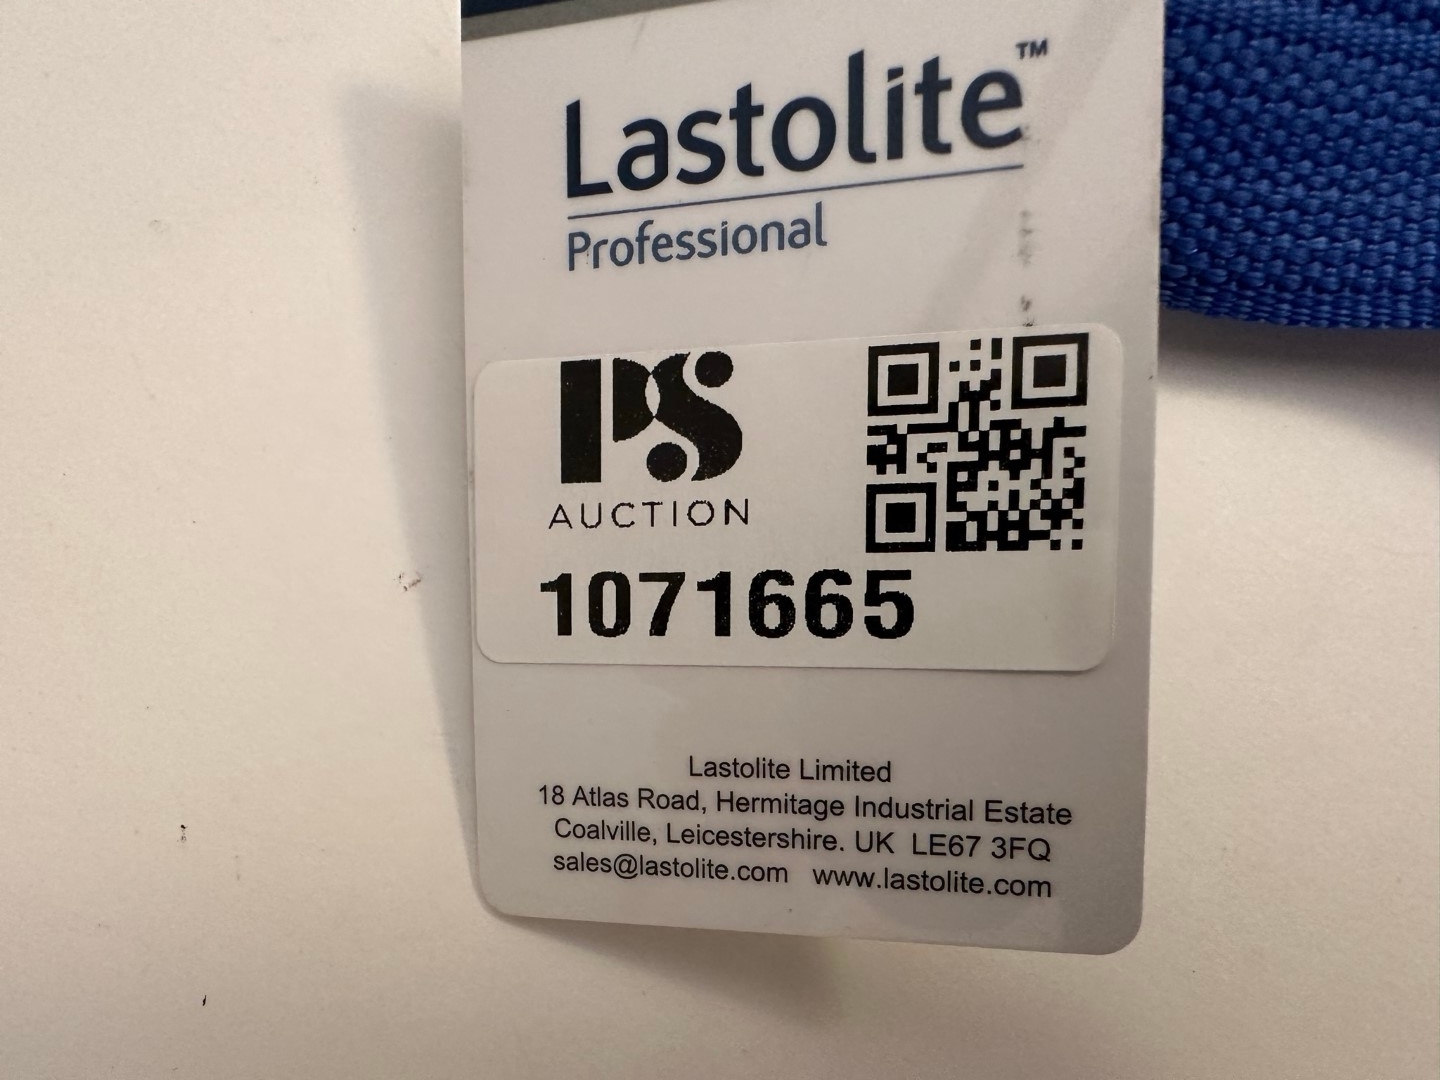 Lastolite™
Professional
PS
AUCTION
1071665
Lastolite Limited
18 Atlas Road, Hermitage Industrial Estate
Coalville, Leicestershire. UK LE67 3FQ
sales@lastolite.com www.lastolite.com